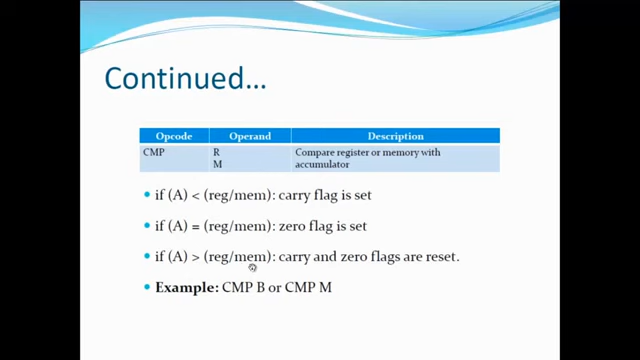 Continued...
Opcode Operand Description
CMP R Compare register or memory with
M accumulator
• if (A) < (reg/mem): carry flag is set
• if (A) = (reg/mem): zero flag is set
• if (A) > (reg/mem): carry and zero flags are reset.
• Example: CMP B or CMP M